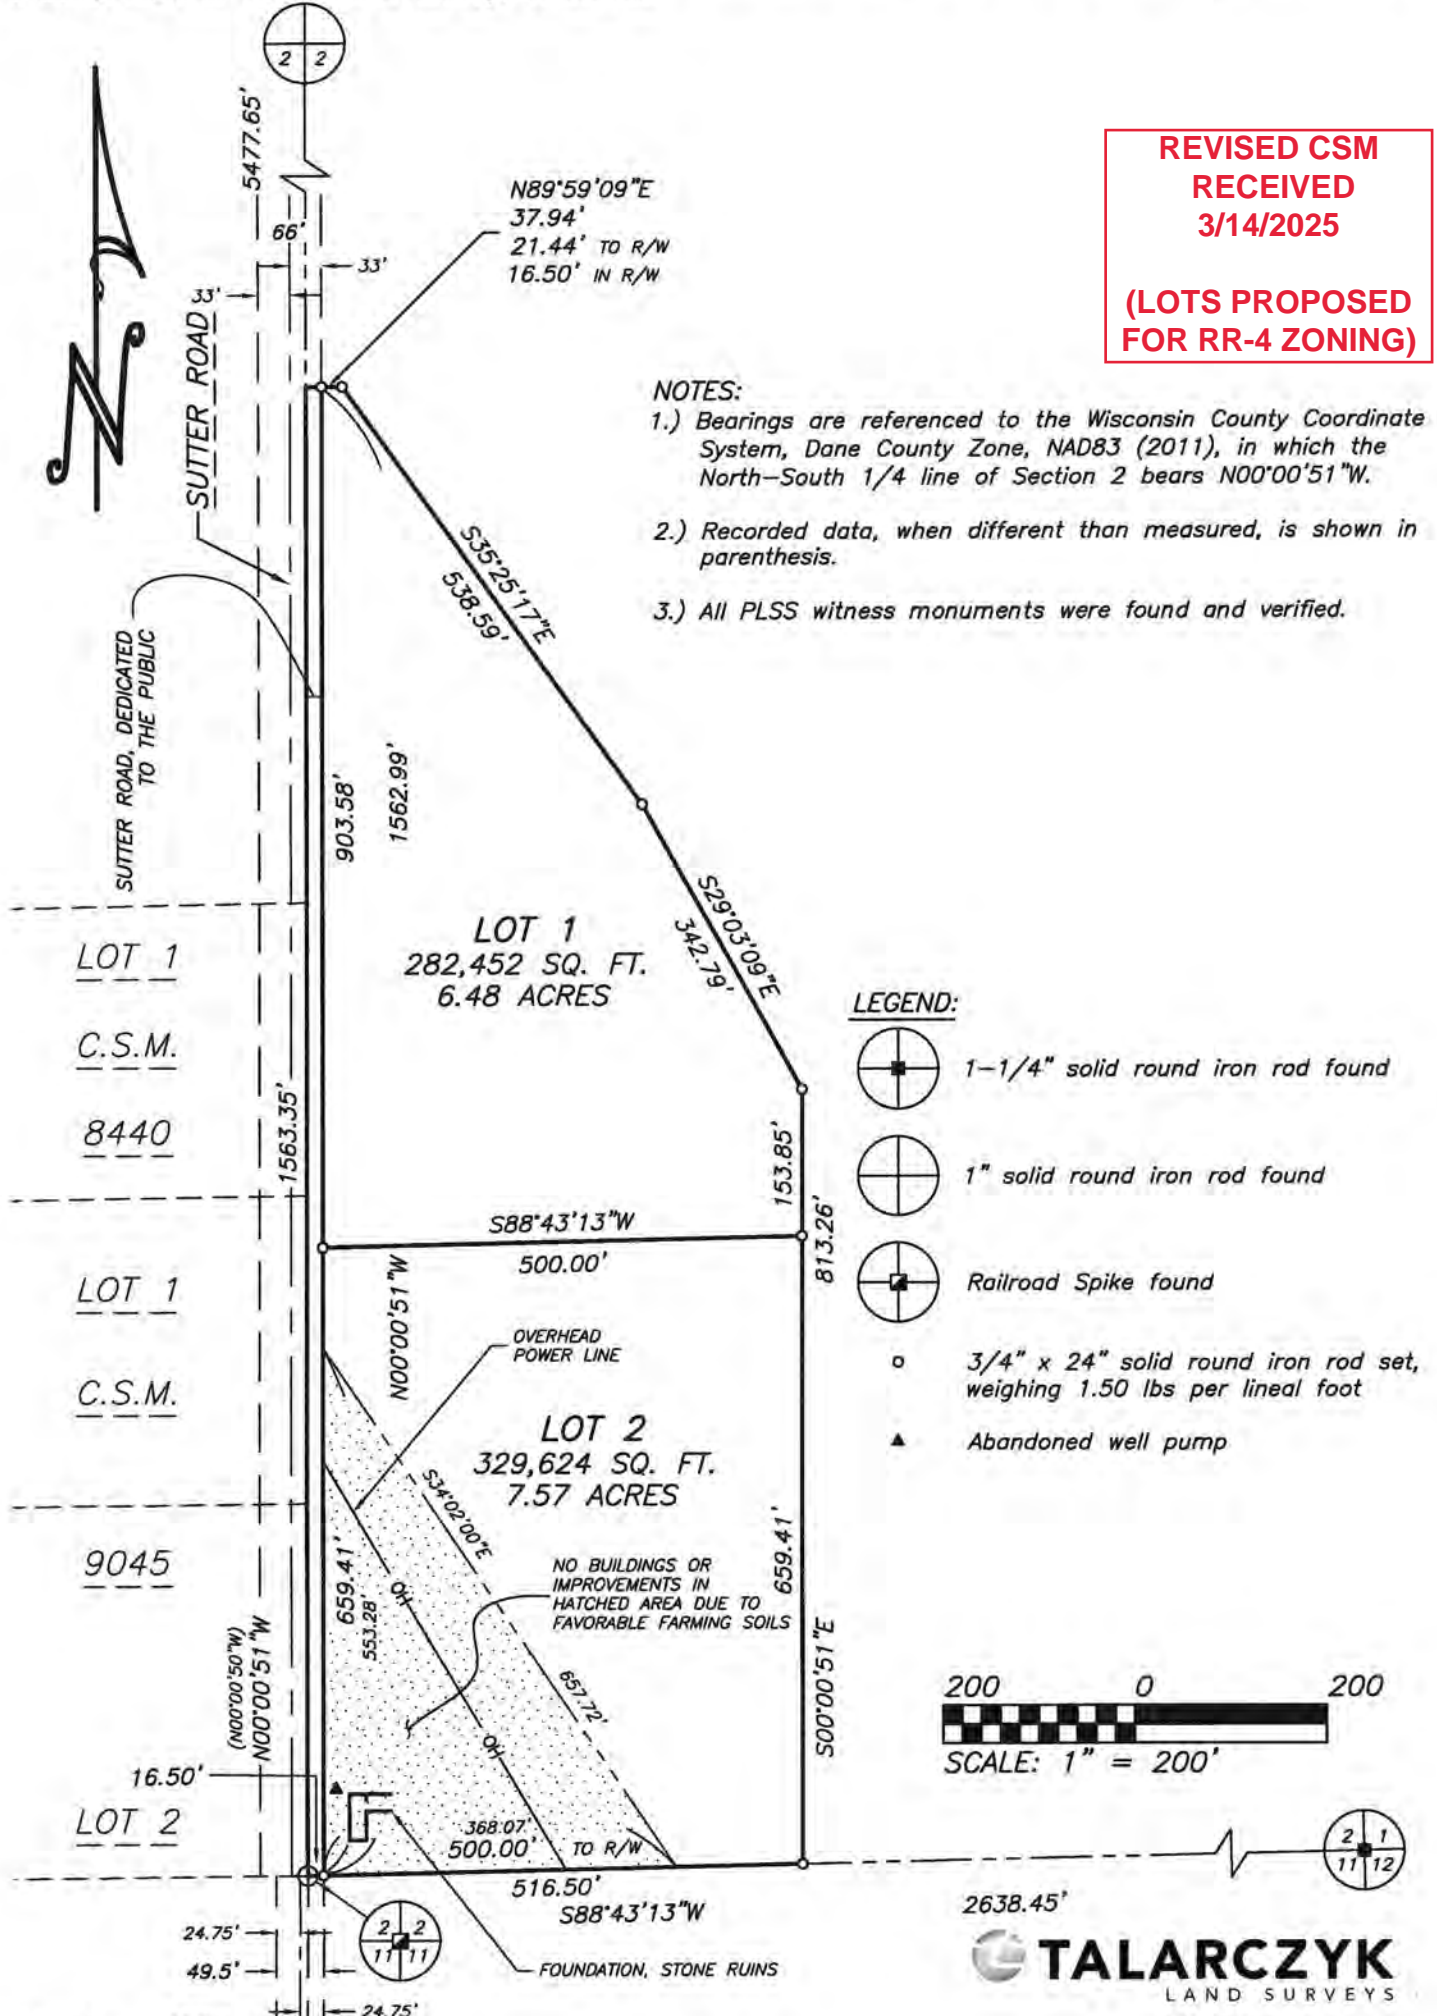 2 2
5477.65'
66'
33'
33'
N89°59'09"E
37.94'
21.44' TO R/W
16.50' IN R/W
REVISED CSM
RECEIVED
3/14/2025
(LOTS PROPOSED
FOR RR-4 ZONING)
N
SUTTER ROAD
NOTES:
1.) Bearings are referenced to the Wisconsin County Coordinate
System, Dane County Zone, NAD83 (2011), in which the
North-South 1/4 line of Section 2 bears N00°00'51"W.
2.) Recorded data, when different than measured, is shown in
parenthesis.
3.) All PLSS witness monuments were found and verified.
S35°25'17"E
538.59'
SUTTER ROAD, DEDICATED
TO THE PUBLIC
903.58'
1562.99'
S29°03'09"E
342.79'
LOT 1
282,452 SQ. FT.
6.48 ACRES
LOT 1
C.S.M.
8440
1563.35'
153.85'
813.26'
LEGEND:
1-1/4" solid round iron rod found
1" solid round iron rod found
Railroad Spike found
3/4" x 24" solid round iron rod set,
weighing 1.50 lbs per lineal foot
Abandoned well pump
S88°43'13"W
500.00'
N00°00'51"W
LOT 1
C.S.M.
9045
OVERHEAD
POWER LINE
LOT 2
329,624 SQ. FT.
7.57 ACRES
S34°02'00"E
657.72'
659.41'
553.28'
OH
OH
NO BUILDINGS OR
IMPROVEMENTS IN
HATCHED AREA DUE TO
FAVORABLE FARMING SOILS
659.41'
S00°00'51"E
(N00°00'50"W)
N00°00'51"W
16.50'
LOT 2
368.07'
500.00' TO R/W
516.50'
S88°43'13"W
200 0 200
SCALE: 1" = 200'
2 1
11 12
2638.45'
2 2
11 11
24.75'
49.5'
24.75'
FOUNDATION, STONE RUINS
TALARCZYK
LAND SURVEYS